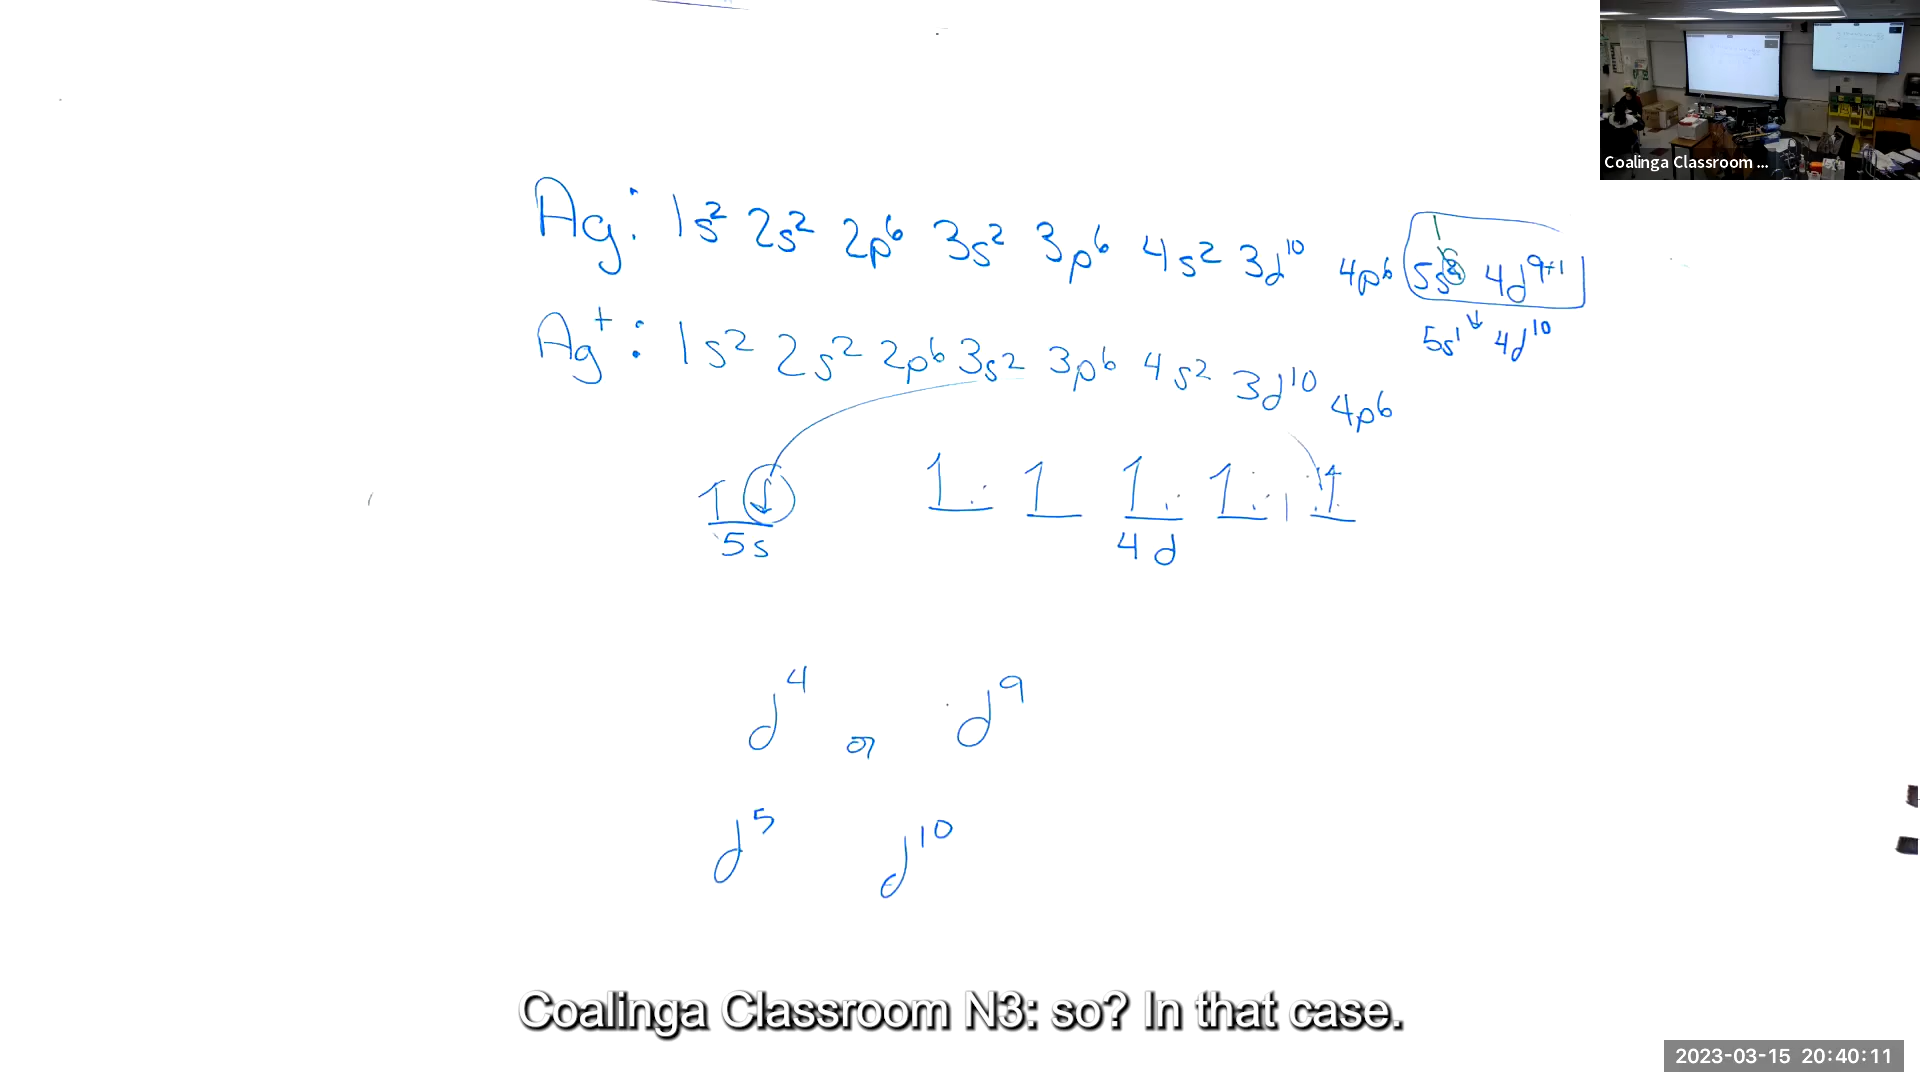 Coalinga Classroom ...
Ag: 1s² 2s² 2p⁶ 3s² 3p⁶ 4s² 3d¹⁰ 4p⁶ 5s 4d⁹⁺¹
5s¹ 4d¹⁰
Ag⁺: 1s² 2s² 2p⁶ 3s² 3p⁶ 4s² 3d¹⁰ 4p⁶
5s 4d
d⁴ or d⁹
d⁵ d¹⁰
Coalinga Classroom N3: so? In that case.
2023-03-15 20:40:11